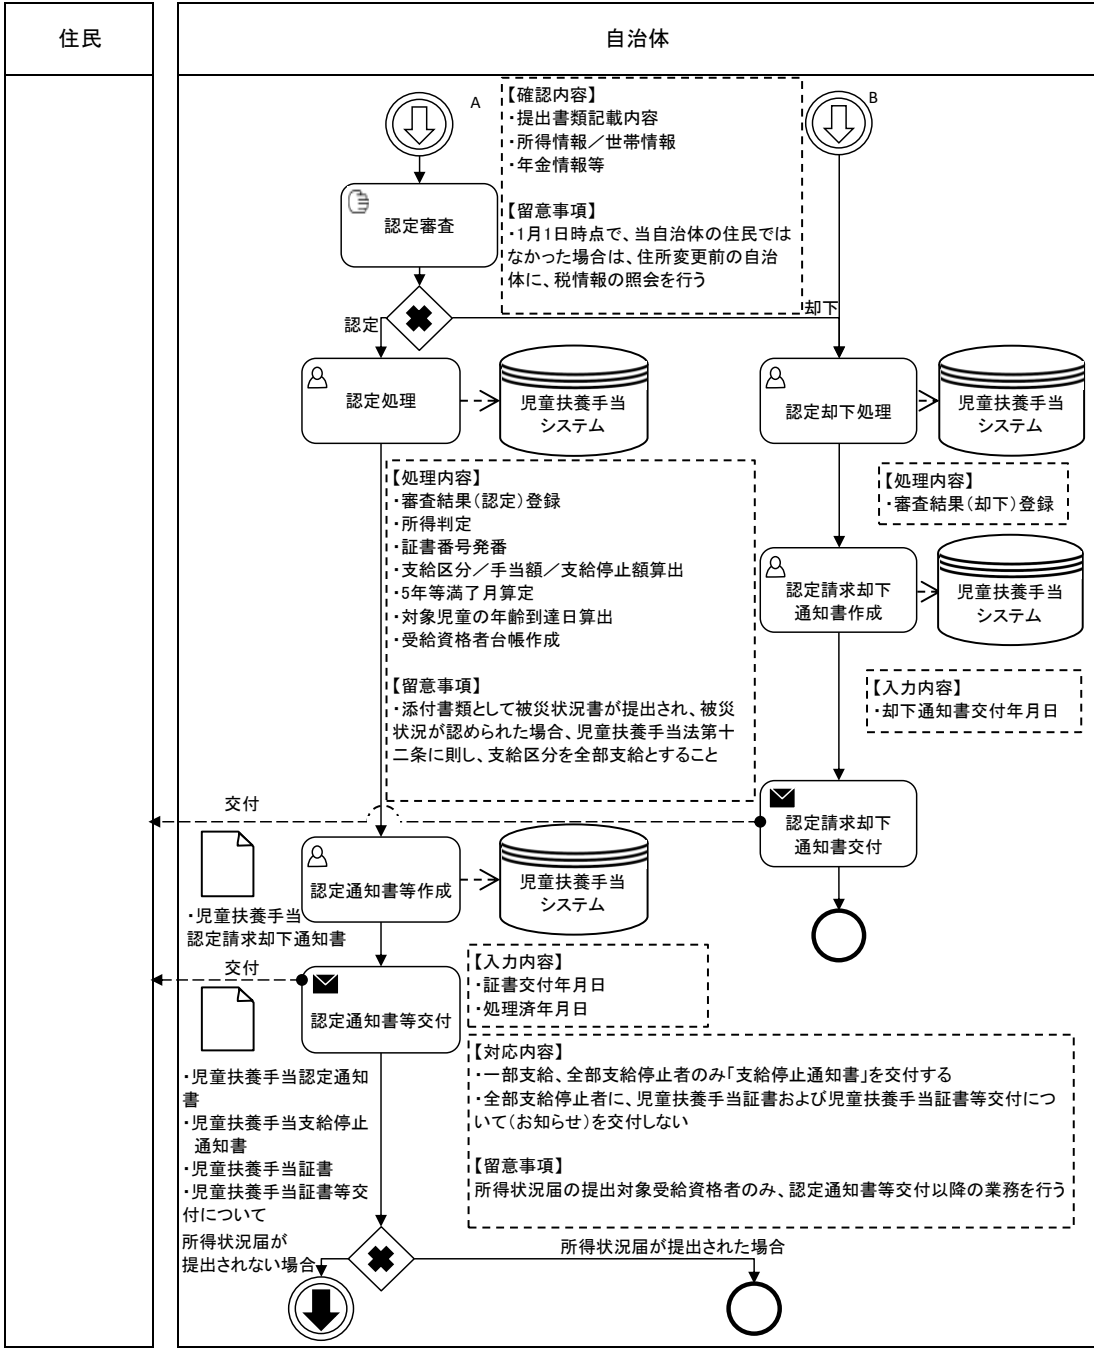 住民
自治体
A
B
【確認内容】
・提出書類記載内容
・所得情報／世帯情報
・年金情報等
【留意事項】
・1月1日時点で、当自治体の住民では
なかった場合は、住所変更前の自治
体に、税情報の照会を行う
認定審査
認定
却下
認定処理
児童扶養手当
システム
認定却下処理
児童扶養手当
システム
【処理内容】
・審査結果（認定）登録
・所得判定
・証書番号発番
・支給区分／手当額／支給停止額算出
・5年等満了月算定
・対象児童の年齢到達日算出
・受給資格者台帳作成
【留意事項】
・添付書類として被災状況書が提出され、被災
状況が認められた場合、児童扶養手当法第十
二条に則し、支給区分を全部支給とすること
【処理内容】
・審査結果（却下）登録
認定請求却下
通知書作成
児童扶養手当
システム
【入力内容】
・却下通知書交付年月日
認定請求却下
通知書交付
交付
・児童扶養手当
認定請求却下通知書
認定通知書等作成
児童扶養手当
システム
交付
認定通知書等交付
【入力内容】
・証書交付年月日
・処理済年月日
・児童扶養手当認定通知
書
・児童扶養手当支給停止
通知書
・児童扶養手当証書
・児童扶養手当証書等交
付について
【対応内容】
・一部支給、全部支給停止者のみ「支給停止通知書」を交付する
・全部支給停止者に、児童扶養手当証書および児童扶養手当証書等交付につ
いて（お知らせ）を交付しない
【留意事項】
所得状況届の提出対象受給資格者のみ、認定通知書等交付以降の業務を行う
所得状況届が
提出されない場合
所得状況届が提出された場合